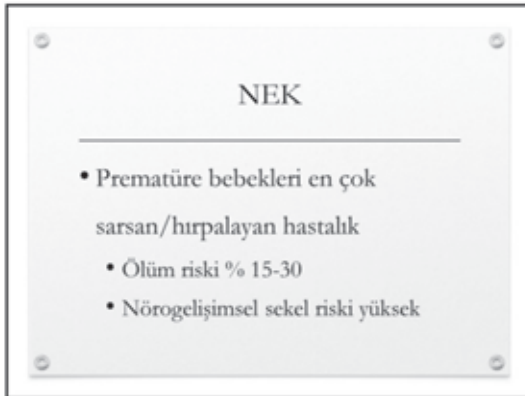 NEK
• Prematüre bebekleri en çok
sarsan/hırpalayan hastalık
• Ölüm riski % 15-30
• Nörogelişimsel sekel riski yüksek